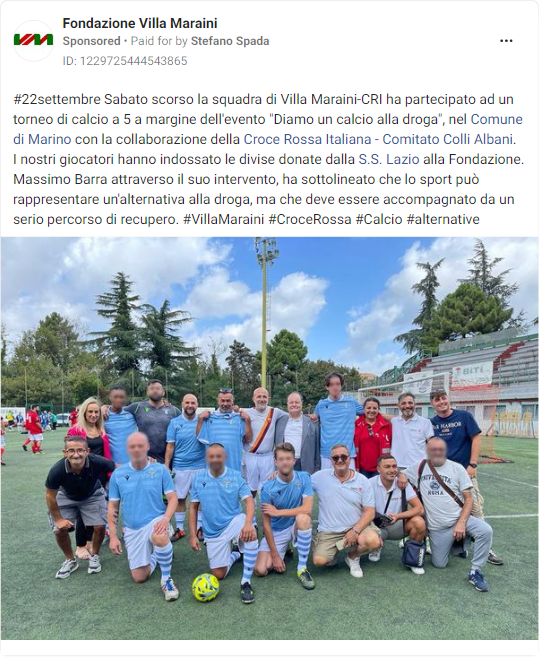 Fondazione Villa Maraini
Sponsored • Paid for by Stefano Spada
ID: 1229725444543865
#22settembre Sabato scorso la squadra di Villa Maraini-CRI ha partecipato ad un
torneo di calcio a 5 a margine dell'evento "Diamo un calcio alla droga", nel Comune
di Marino con la collaborazione della Croce Rossa Italiana - Comitato Colli Albani.
I nostri giocatori hanno indossato le divise donate dalla S.S. Lazio alla Fondazione.
Massimo Barra attraverso il suo intervento, ha sottolineato che lo sport può
rappresentare un'alternativa alla droga, ma che deve essere accompagnato da un
serio percorso di recupero. #VillaMaraini #CroceRossa #Calcio #alternative
BITI
ROMA